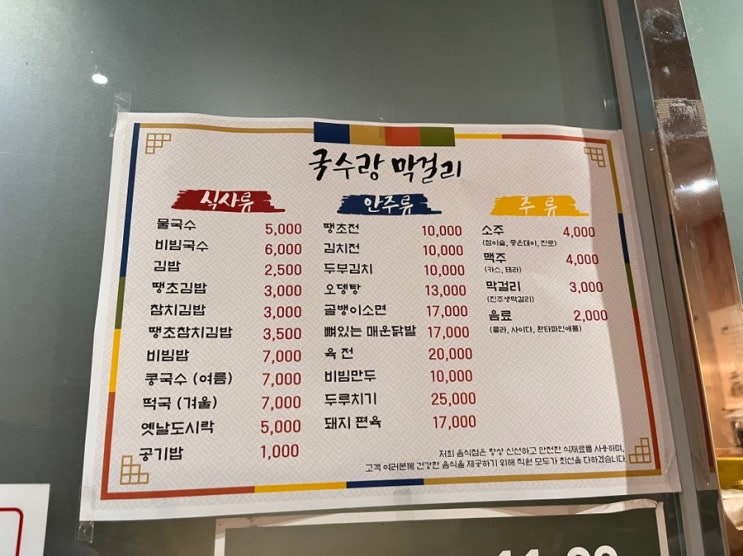 국수랑 막걸리
식사류
물국수 5,000
비빔국수 6,000
김밥 2,500
땡초김밥 3,000
참치김밥 3,000
땡초참치김밥 3,500
비빔밥 7,000
콩국수 (여름) 7,000
떡국 (겨울) 7,000
옛날도시락 5,000
공기밥 1,000
안주류
땡초전 10,000
김치전 10,000
두부김치 10,000
오뎅탕 13,000
골뱅이소면 17,000
뼈있는 매운닭발 17,000
육전 20,000
비빔만두 10,000
두루치기 25,000
돼지 편육 17,000
주류
소주 4,000
(참이슬, 좋은데이, 진로)
맥주 4,000
(카스, 테라)
막걸리 3,000
(진주생막걸리)
음료 2,000
(콜라, 사이다, 환타파인애플)
저희 음식점은 항상 신선하고 안전한 식재료를 사용하며,
고객 여러분께 건강한 음식을 제공하기 위해 직원 모두가 최선을 다하겠습니다.